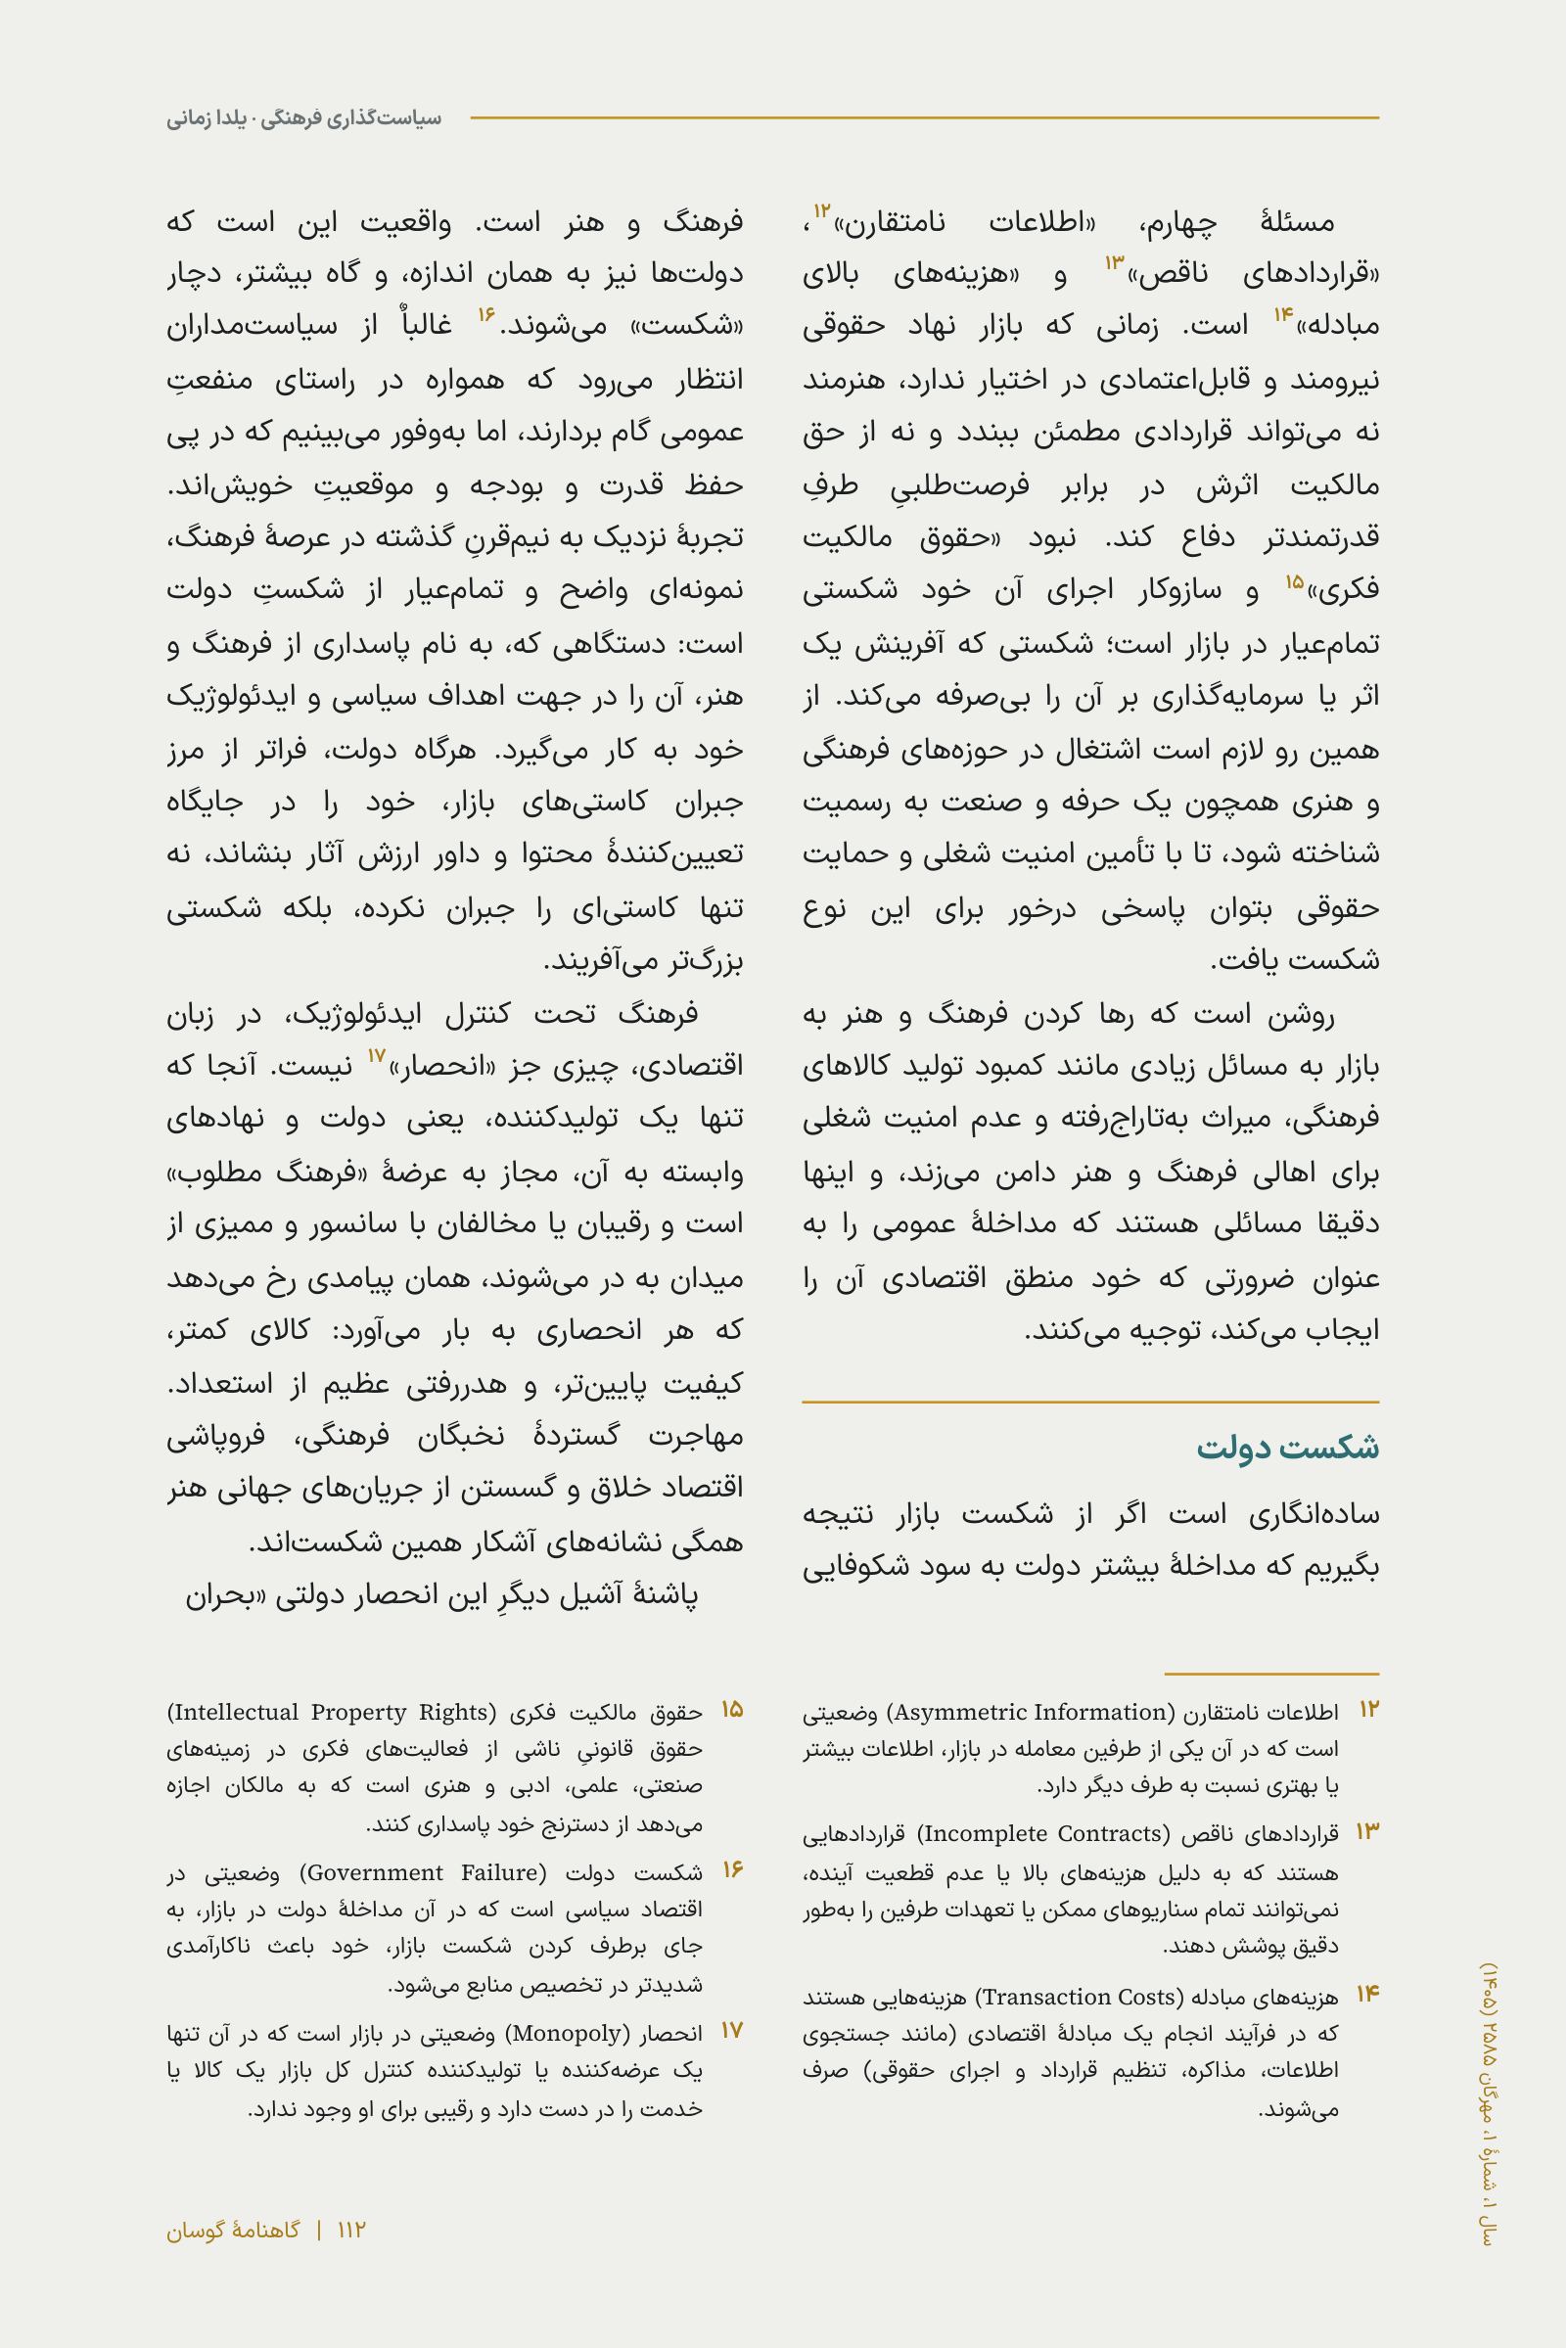 سیاست‌گذاری فرهنگی · یلدا زمانی
مسئلهٔ چهارم، «اطلاعات نامتقارن»۱۲،
«قراردادهای ناقص»۱۳ و «هزینه‌های بالای
مبادله»۱۴ است. زمانی که بازار نهاد حقوقی
نیرومند و قابل‌اعتمادی در اختیار ندارد، هنرمند
نه می‌تواند قراردادی مطمئن ببندد و نه از حق
مالکیت اثرش در برابر فرصت‌طلبیِ طرفِ
قدرتمندتر دفاع کند. نبود «حقوق مالکیت
فکری»۱۵ و سازوکار اجرای آن خود شکستی
تمام‌عیار در بازار است؛ شکستی که آفرینش یک
اثر یا سرمایه‌گذاری بر آن را بی‌صرفه می‌کند. از
همین رو لازم است اشتغال در حوزه‌های فرهنگی
و هنری همچون یک حرفه و صنعت به رسمیت
شناخته شود، تا با تأمین امنیت شغلی و حمایت
حقوقی بتوان پاسخی درخور برای این نوع
شکست یافت.
روشن است که رها کردن فرهنگ و هنر به
بازار به مسائل زیادی مانند کمبود تولید کالاهای
فرهنگی، میراث به‌تاراج‌رفته و عدم امنیت شغلی
برای اهالی فرهنگ و هنر دامن می‌زند، و اینها
دقیقا مسائلی هستند که مداخلهٔ عمومی را به
عنوان ضرورتی که خود منطق اقتصادی آن را
ایجاب می‌کند، توجیه می‌کنند.
شکست دولت
ساده‌انگاری است اگر از شکست بازار نتیجه
بگیریم که مداخلهٔ بیشتر دولت به سود شکوفایی
فرهنگ و هنر است. واقعیت این است که
دولت‌ها نیز به همان اندازه، و گاه بیشتر، دچار
«شکست» می‌شوند.۱۶ غالباً از سیاست‌مداران
انتظار می‌رود که همواره در راستای منفعتِ
عمومی گام بردارند، اما به‌وفور می‌بینیم که در پی
حفظ قدرت و بودجه و موقعیتِ خویش‌اند.
تجربهٔ نزدیک به نیم‌قرنِ گذشته در عرصهٔ فرهنگ،
نمونه‌ای واضح و تمام‌عیار از شکستِ دولت
است: دستگاهی که، به نام پاسداری از فرهنگ و
هنر، آن را در جهت اهداف سیاسی و ایدئولوژیک
خود به کار می‌گیرد. هرگاه دولت، فراتر از مرز
جبران کاستی‌های بازار، خود را در جایگاه
تعیین‌کنندهٔ محتوا و داور ارزش آثار بنشاند، نه
تنها کاستی‌ای را جبران نکرده، بلکه شکستی
بزرگ‌تر می‌آفریند.
فرهنگ تحت کنترل ایدئولوژیک، در زبان
اقتصادی، چیزی جز «انحصار»۱۷ نیست. آنجا که
تنها یک تولیدکننده، یعنی دولت و نهادهای
وابسته به آن، مجاز به عرضهٔ «فرهنگ مطلوب»
است و رقیبان یا مخالفان با سانسور و ممیزی از
میدان به در می‌شوند، همان پیامدی رخ می‌دهد
که هر انحصاری به بار می‌آورد: کالای کمتر،
کیفیت پایین‌تر، و هدررفتی عظیم از استعداد.
مهاجرت گستردهٔ نخبگان فرهنگی، فروپاشی
اقتصاد خلاق و گسستن از جریان‌های جهانی هنر
همگی نشانه‌های آشکار همین شکست‌اند.
پاشنهٔ آشیل دیگرِ این انحصار دولتی «بحران
۱۲ اطلاعات نامتقارن (Asymmetric Information) وضعیتی
است که در آن یکی از طرفین معامله در بازار، اطلاعات بیشتر
یا بهتری نسبت به طرف دیگر دارد.
۱۳ قراردادهای ناقص (Incomplete Contracts) قراردادهایی
هستند که به دلیل هزینه‌های بالا یا عدم قطعیت آینده،
نمی‌توانند تمام سناریوهای ممکن یا تعهدات طرفین را به‌طور
دقیق پوشش دهند.
۱۴ هزینه‌های مبادله (Transaction Costs) هزینه‌هایی هستند
که در فرآیند انجام یک مبادلهٔ اقتصادی (مانند جستجوی
اطلاعات، مذاکره، تنظیم قرارداد و اجرای حقوقی) صرف
می‌شوند.
۱۵ حقوق مالکیت فکری (Intellectual Property Rights)
حقوق قانونیِ ناشی از فعالیت‌های فکری در زمینه‌های
صنعتی، علمی، ادبی و هنری است که به مالکان اجازه
می‌دهد از دسترنج خود پاسداری کنند.
۱۶ شکست دولت (Government Failure) وضعیتی در
اقتصاد سیاسی است که در آن مداخلهٔ دولت در بازار، به
جای برطرف کردن شکست بازار، خود باعث ناکارآمدی
شدیدتر در تخصیص منابع می‌شود.
۱۷ انحصار (Monopoly) وضعیتی در بازار است که در آن تنها
یک عرضه‌کننده یا تولیدکننده کنترل کل بازار یک کالا یا
خدمت را در دست دارد و رقیبی برای او وجود ندارد.
سال ۱، شمارهٔ ۱، مهرگان ۲۵۸۵ (۱۴۰۵)
۱۱۲ | گاهنامهٔ گوسان